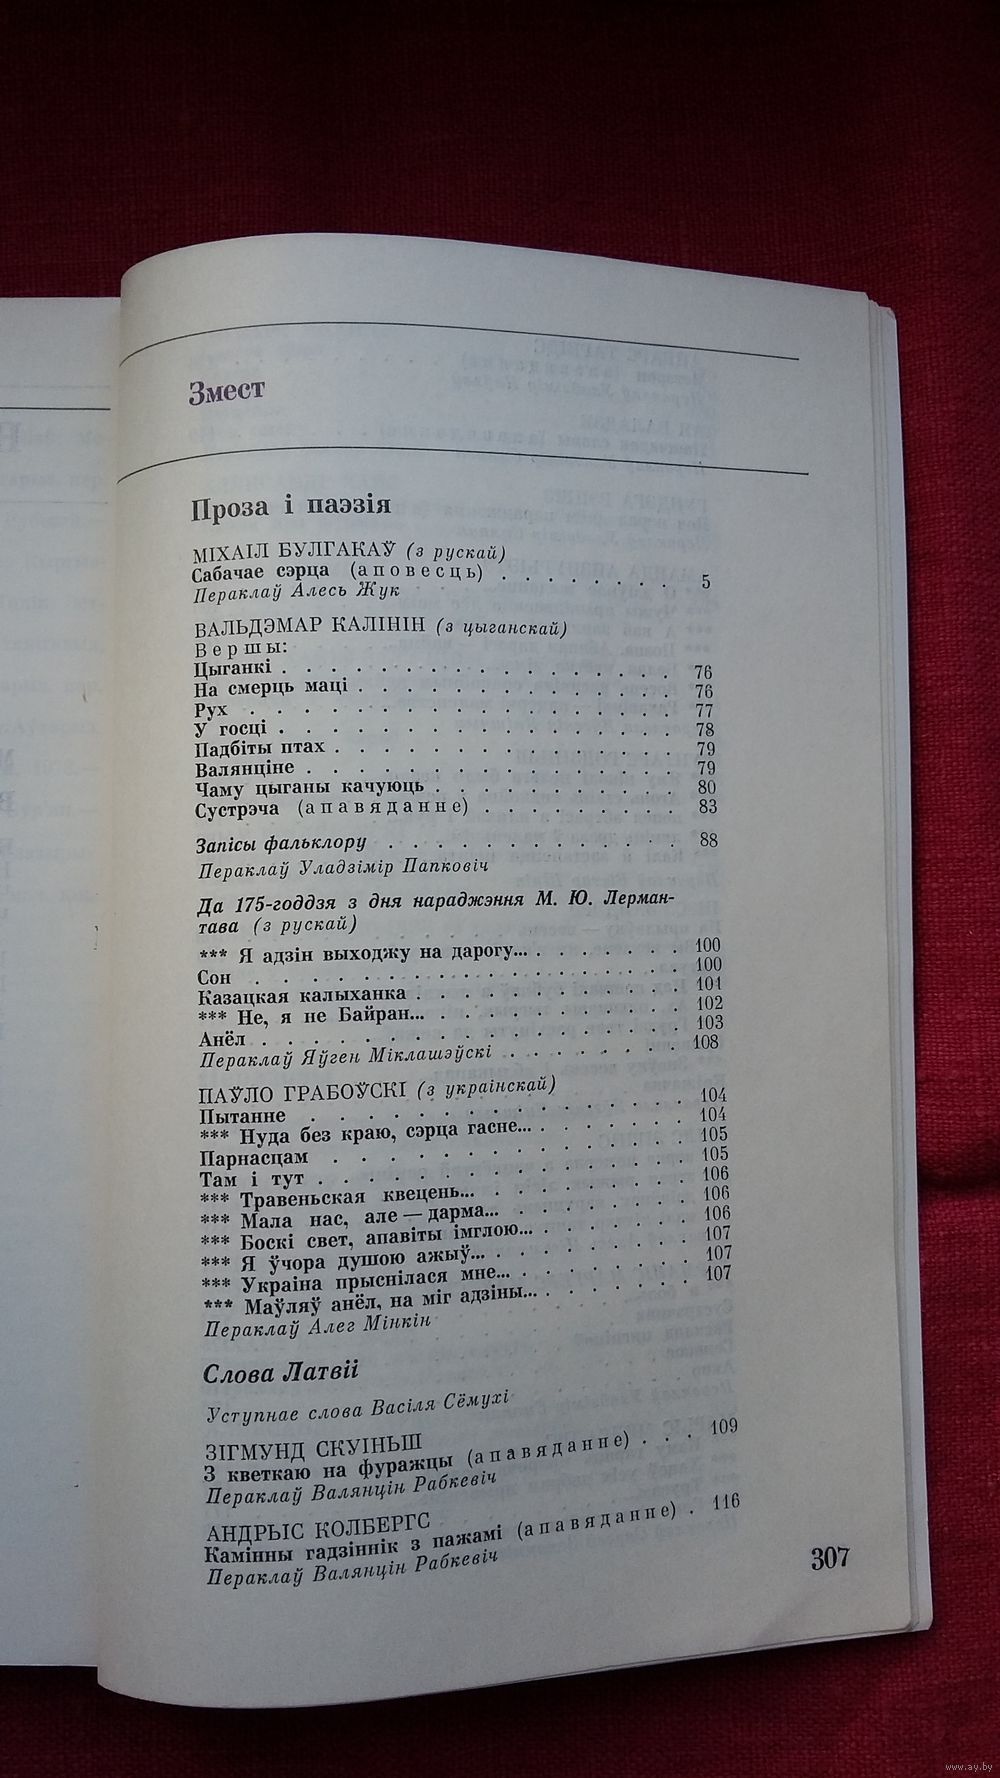 Змест
Проза і паэзія
МІХАІЛ БУЛГАКАЎ (з рускай)
Сабачае сэрца (аповесць) . . . . . . . . 5
Пераклаў Алесь Жук
ВАЛЬДЭМАР КАЛІНІН (з цыганскай)
Вершы:
Цыганкі . . . . . . . . . . . . . . . . 76
На смерць маці . . . . . . . . . . . . . 76
Рух . . . . . . . . . . . . . . . . . 77
У госці . . . . . . . . . . . . . . . . 78
Падбіты птах . . . . . . . . . . . . . . 79
Валянціне . . . . . . . . . . . . . . . 79
Чаму цыганы качуюць . . . . . . . . . . 80
Сустрэча (апавяданне) . . . . . . . . 83
Запісы фальклору . . . . . . . . . . . . 88
Пераклаў Уладзімір Папковіч
Да 175-годдзя з дня нараджэння М. Ю. Лерман-
тава (з рускай)
*** Я адзін выходжу на дарогу... . . . . . . . 100
Сон . . . . . . . . . . . . . . . . . 100
Казацкая калыханка . . . . . . . . . . . 101
*** Не, я не Байран... . . . . . . . . . . . 102
Анёл . . . . . . . . . . . . . . . . . 103
Пераклаў Яўген Міклашэўскі . . . . . . . . 108
ПАЎЛО ГРАБОЎСКІ (з украінскай)
Пытанне . . . . . . . . . . . . . . . 104
*** Нуда без краю, сэрца гасне... . . . . . . . 104
Парнасцам . . . . . . . . . . . . . . 105
Там і тут . . . . . . . . . . . . . . . 105
*** Травеньская квецень... . . . . . . . . . 106
*** Мала нас, але — дарма... . . . . . . . . 106
*** Боскі свет, апавіты імглою... . . . . . . . 106
*** Я ўчора душою ажыў... . . . . . . . . . 107
*** Украіна прыснілася мне... . . . . . . . . 107
*** Маўляў анёл, на міг адзіны... . . . . . . . 107
Пераклаў Алег Мінкін
Слова Латвіі
Уступнае слова Васіля Сёмухі
ЗІГМУНД СКУІНЬШ
З кветкаю на фуражцы (апавяданне) . . . 109
Пераклаў Валянцін Рабкевіч
АНДРЫС КОЛБЕРГС
Камінны гадзіннік з пажамі (апавяданне) . 116
Пераклаў Валянцін Рабкевіч
307
www.ay.by